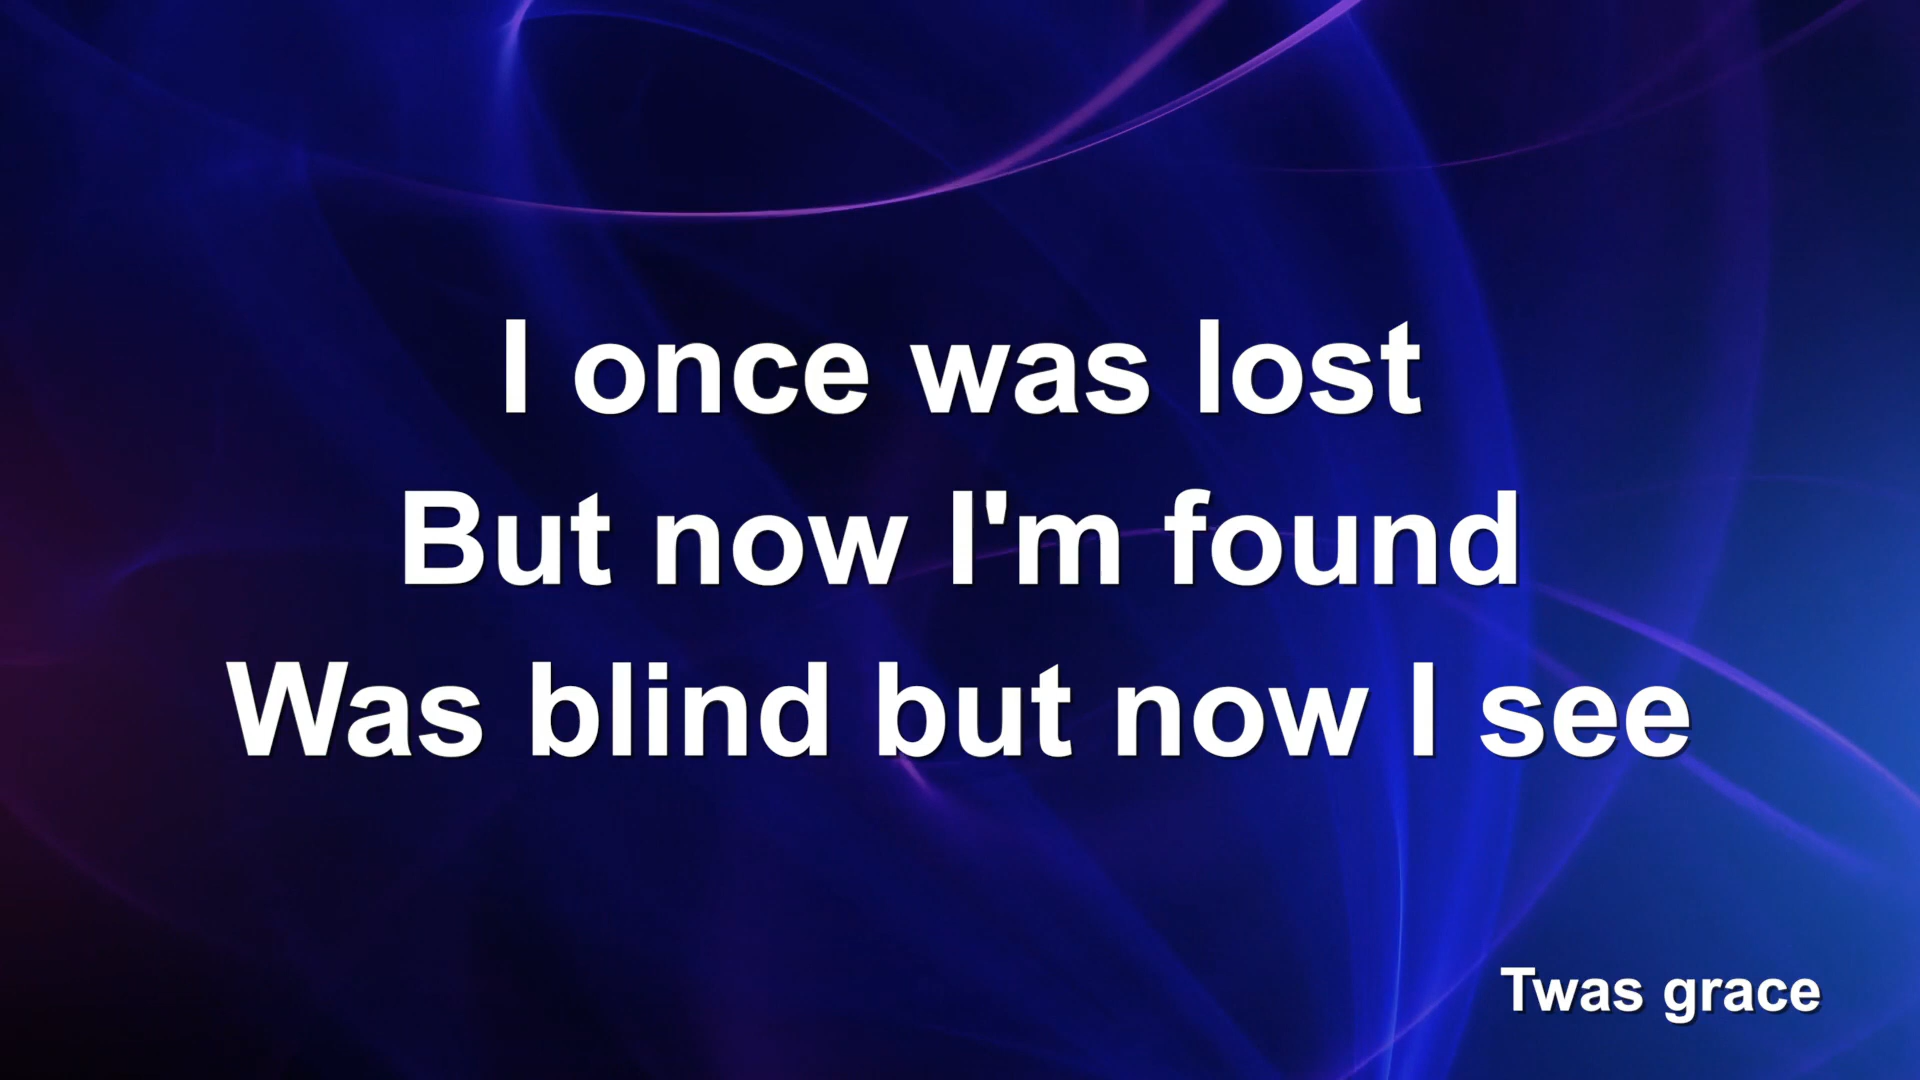 I once was lost
But now I'm found
Was blind but now I see
Twas grace